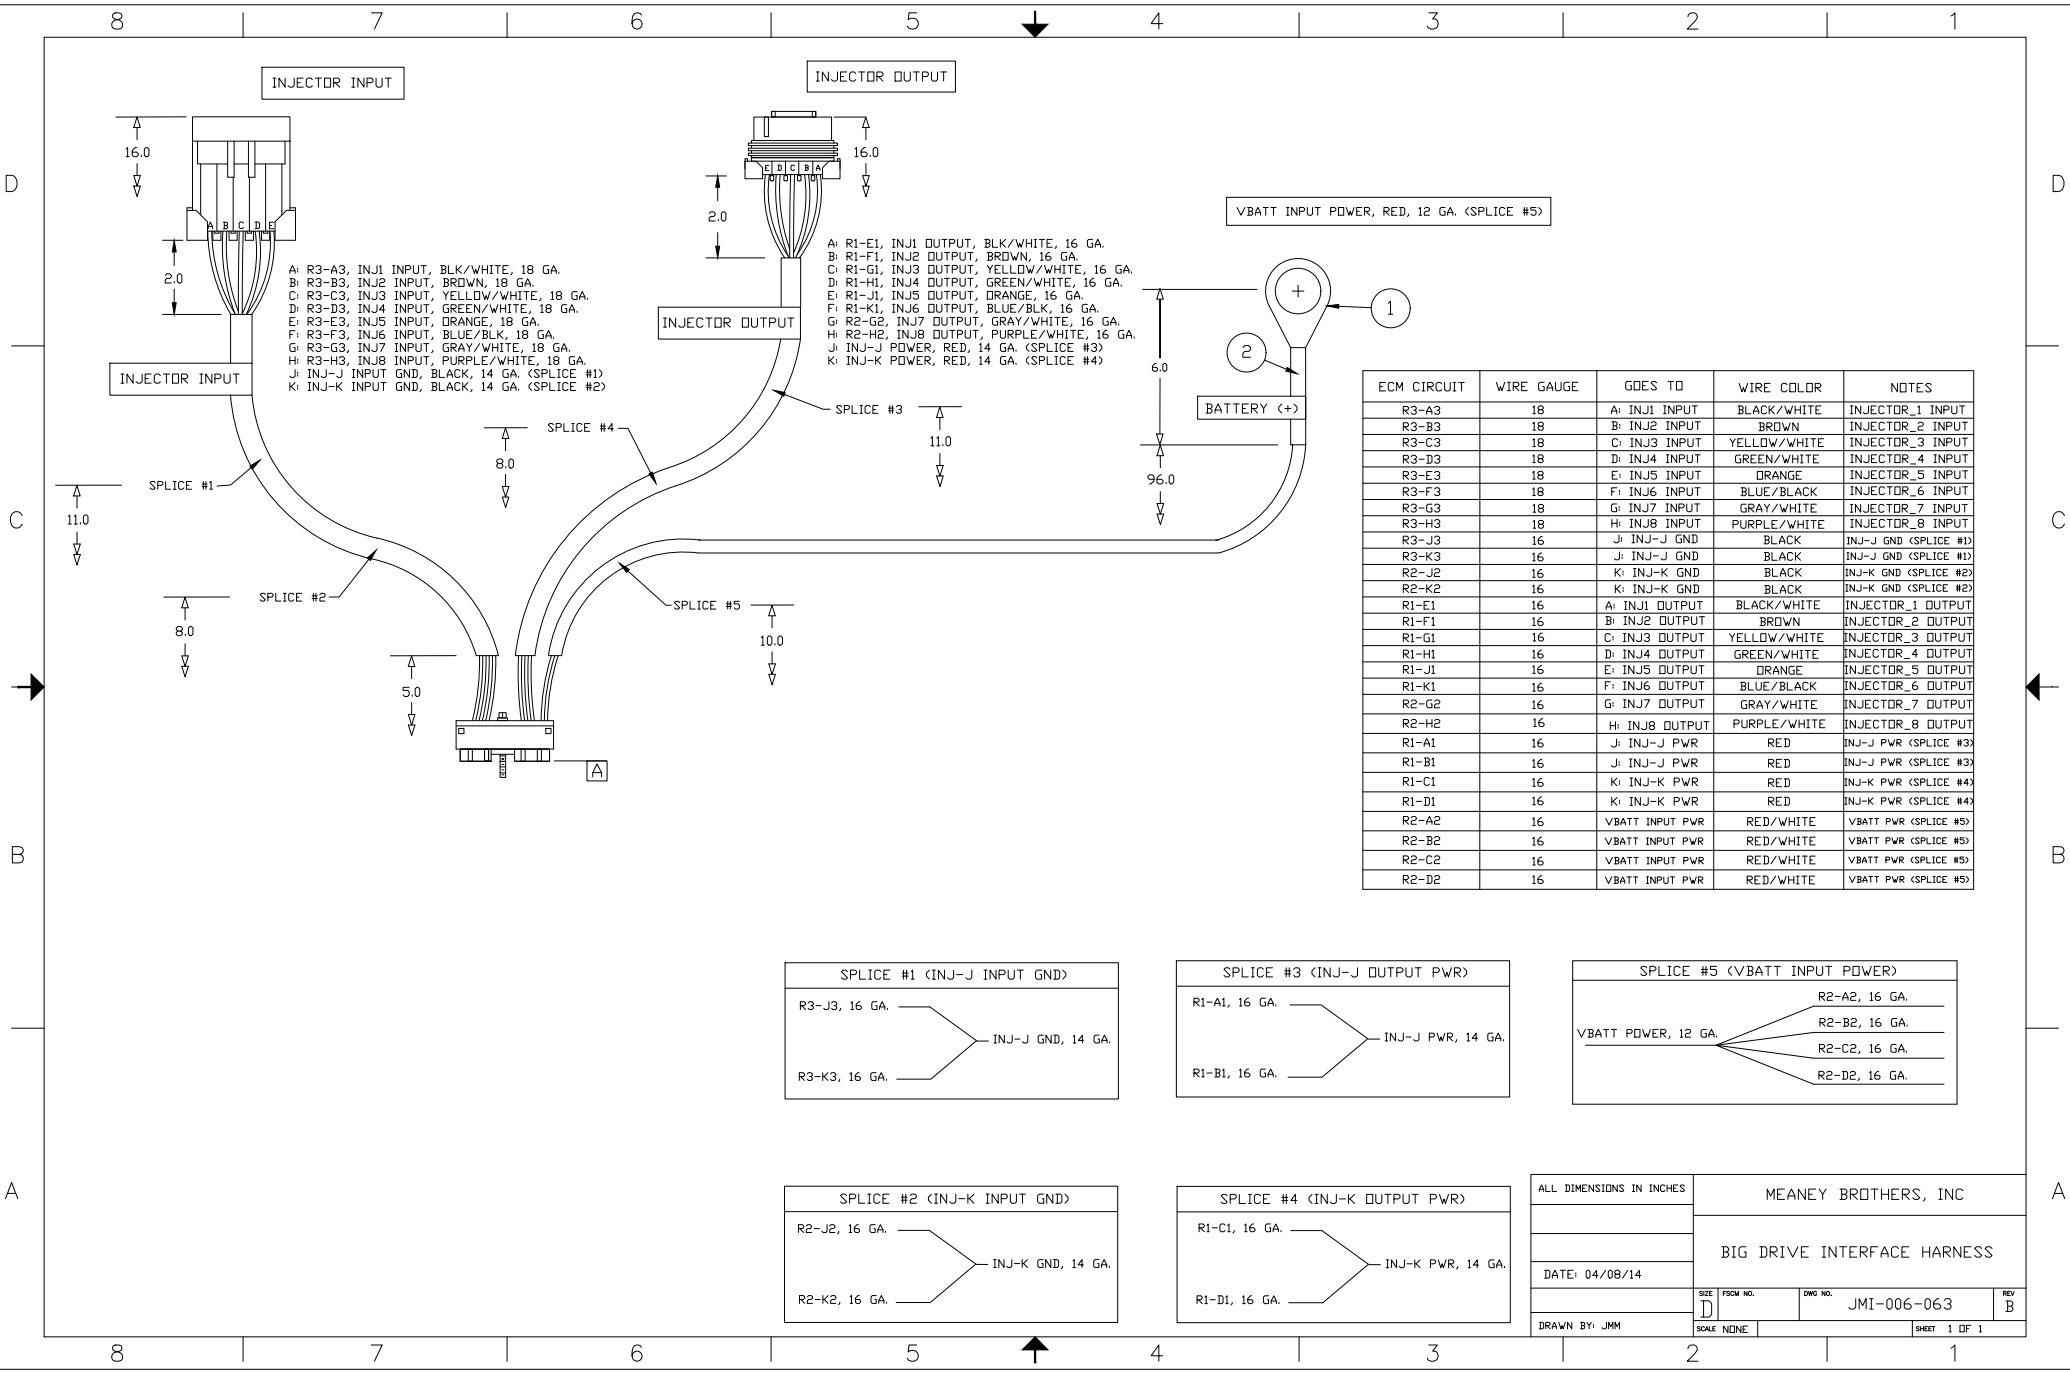 8 7 6 5 4 3 2 1
INJECTOR INPUT
INJECTOR OUTPUT
16.0
16.0
E D C B A
D
D
2.0
VBATT INPUT POWER, RED, 12 GA. (SPLICE #5)
A B C D E
2.0
A: R3-A3, INJ1 INPUT, BLK/WHITE, 18 GA.
B: R3-B3, INJ2 INPUT, BROWN, 18 GA.
C: R3-C3, INJ3 INPUT, YELLOW/WHITE, 18 GA.
D: R3-D3, INJ4 INPUT, GREEN/WHITE, 18 GA.
E: R3-E3, INJ5 INPUT, ORANGE, 18 GA.
F: R3-F3, INJ6 INPUT, BLUE/BLK, 18 GA.
G: R3-G3, INJ7 INPUT, GRAY/WHITE, 18 GA.
H: R3-H3, INJ8 INPUT, PURPLE/WHITE, 18 GA.
J: INJ-J INPUT GND, BLACK, 14 GA. (SPLICE #1)
K: INJ-K INPUT GND, BLACK, 14 GA. (SPLICE #2)
A: R1-E1, INJ1 OUTPUT, BLK/WHITE, 16 GA.
B: R1-F1, INJ2 OUTPUT, BROWN, 16 GA.
C: R1-G1, INJ3 OUTPUT, YELLOW/WHITE, 16 GA.
D: R1-H1, INJ4 OUTPUT, GREEN/WHITE, 16 GA.
E: R1-J1, INJ5 OUTPUT, ORANGE, 16 GA.
F: R1-K1, INJ6 OUTPUT, BLUE/BLK, 16 GA.
G: R2-G2, INJ7 OUTPUT, GRAY/WHITE, 16 GA.
H: R2-H2, INJ8 OUTPUT, PURPLE/WHITE, 16 GA.
J: INJ-J POWER, RED, 14 GA. (SPLICE #3)
K: INJ-K POWER, RED, 14 GA. (SPLICE #4)
INJECTOR OUTPUT
1
2
6.0
INJECTOR INPUT
BATTERY (+)
SPLICE #3
SPLICE #4
11.0
8.0
96.0
SPLICE #1
11.0
C
C
SPLICE #2
8.0
SPLICE #5
10.0
5.0
A
ECM CIRCUIT WIRE GAUGE GOES TO WIRE COLOR NOTES
R3-A3 18 A: INJ1 INPUT BLACK/WHITE INJECTOR_1 INPUT
R3-B3 18 B: INJ2 INPUT BROWN INJECTOR_2 INPUT
R3-C3 18 C: INJ3 INPUT YELLOW/WHITE INJECTOR_3 INPUT
R3-D3 18 D: INJ4 INPUT GREEN/WHITE INJECTOR_4 INPUT
R3-E3 18 E: INJ5 INPUT ORANGE INJECTOR_5 INPUT
R3-F3 18 F: INJ6 INPUT BLUE/BLACK INJECTOR_6 INPUT
R3-G3 18 G: INJ7 INPUT GRAY/WHITE INJECTOR_7 INPUT
R3-H3 18 H: INJ8 INPUT PURPLE/WHITE INJECTOR_8 INPUT
R3-J3 16 J: INJ-J GND BLACK INJ-J GND (SPLICE #1)
R3-K3 16 J: INJ-J GND BLACK INJ-J GND (SPLICE #1)
R2-J2 16 K: INJ-K GND BLACK INJ-K GND (SPLICE #2)
R2-K2 16 K: INJ-K GND BLACK INJ-K GND (SPLICE #2)
R1-E1 16 A: INJ1 OUTPUT BLACK/WHITE INJECTOR_1 OUTPUT
R1-F1 16 B: INJ2 OUTPUT BROWN INJECTOR_2 OUTPUT
R1-G1 16 C: INJ3 OUTPUT YELLOW/WHITE INJECTOR_3 OUTPUT
R1-H1 16 D: INJ4 OUTPUT GREEN/WHITE INJECTOR_4 OUTPUT
R1-J1 16 E: INJ5 OUTPUT ORANGE INJECTOR_5 OUTPUT
R1-K1 16 F: INJ6 OUTPUT BLUE/BLACK INJECTOR_6 OUTPUT
R2-G2 16 G: INJ7 OUTPUT GRAY/WHITE INJECTOR_7 OUTPUT
R2-H2 16 H: INJ8 OUTPUT PURPLE/WHITE INJECTOR_8 OUTPUT
R1-A1 16 J: INJ-J PWR RED INJ-J PWR (SPLICE #3)
R1-B1 16 J: INJ-J PWR RED INJ-J PWR (SPLICE #3)
R1-C1 16 K: INJ-K PWR RED INJ-K PWR (SPLICE #4)
R1-D1 16 K: INJ-K PWR RED INJ-K PWR (SPLICE #4)
R2-A2 16 VBATT INPUT PWR RED/WHITE VBATT PWR (SPLICE #5)
R2-B2 16 VBATT INPUT PWR RED/WHITE VBATT PWR (SPLICE #5)
R2-C2 16 VBATT INPUT PWR RED/WHITE VBATT PWR (SPLICE #5)
R2-D2 16 VBATT INPUT PWR RED/WHITE VBATT PWR (SPLICE #5)
B
B
SPLICE #1 (INJ-J INPUT GND)
R3-J3, 16 GA.
INJ-J GND, 14 GA.
R3-K3, 16 GA.
SPLICE #3 (INJ-J OUTPUT PWR)
R1-A1, 16 GA.
INJ-J PWR, 14 GA.
R1-B1, 16 GA.
SPLICE #5 (VBATT INPUT POWER)
R2-A2, 16 GA.
R2-B2, 16 GA.
VBATT POWER, 12 GA.
R2-C2, 16 GA.
R2-D2, 16 GA.
A
A
SPLICE #2 (INJ-K INPUT GND)
R2-J2, 16 GA.
INJ-K GND, 14 GA.
R2-K2, 16 GA.
SPLICE #4 (INJ-K OUTPUT PWR)
R1-C1, 16 GA.
INJ-K PWR, 14 GA.
R1-D1, 16 GA.
ALL DIMENSIONS IN INCHES
MEANEY BROTHERS, INC
BIG DRIVE INTERFACE HARNESS
DATE: 04/08/14
SIZE D FSCM NO. DWG NO. JMI-006-063 REV B
DRAWN BY: JMM
SCALE NONE SHEET 1 OF 1
8 7 6 5 4 3 2 1